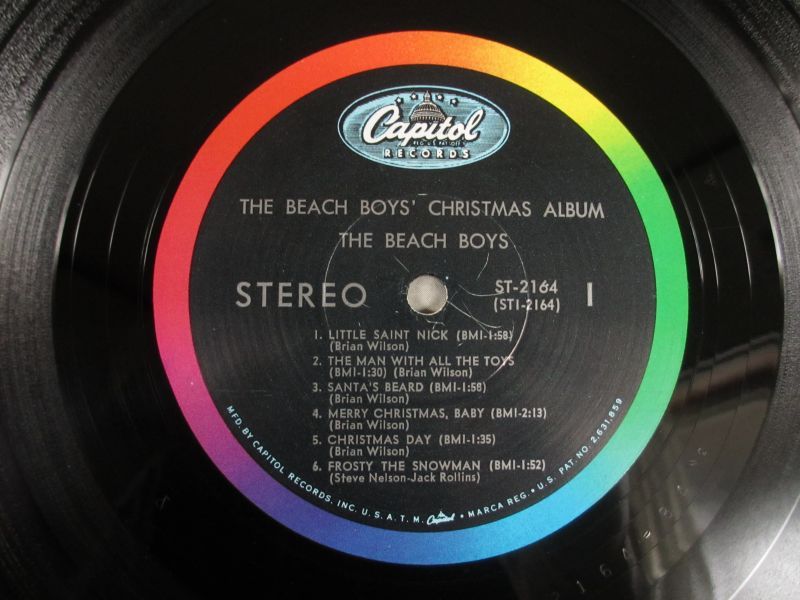 Capitol
REG. U.S. PAT. OFF.
RECORDS
THE BEACH BOYS' CHRISTMAS ALBUM
THE BEACH BOYS
STEREO
ST-2164
(ST1-2164)
1
1. LITTLE SAINT NICK (BMI-1:58)
(Brian Wilson)
2. THE MAN WITH ALL THE TOYS
(BMI-1:30) (Brian Wilson)
3. SANTA'S BEARD (BMI-1:58)
(Brian Wilson)
4. MERRY CHRISTMAS, BABY (BMI-2:13)
(Brian Wilson)
5. CHRISTMAS DAY (BMI-1:35)
(Brian Wilson)
6. FROSTY THE SNOWMAN (BMI-1:52)
(Steve Nelson-Jack Rollins)
MFD. BY CAPITOL RECORDS, INC. U. S. A. T. M. Capitol • MARCA REG. • U. S. PAT. NO. 2,631,859